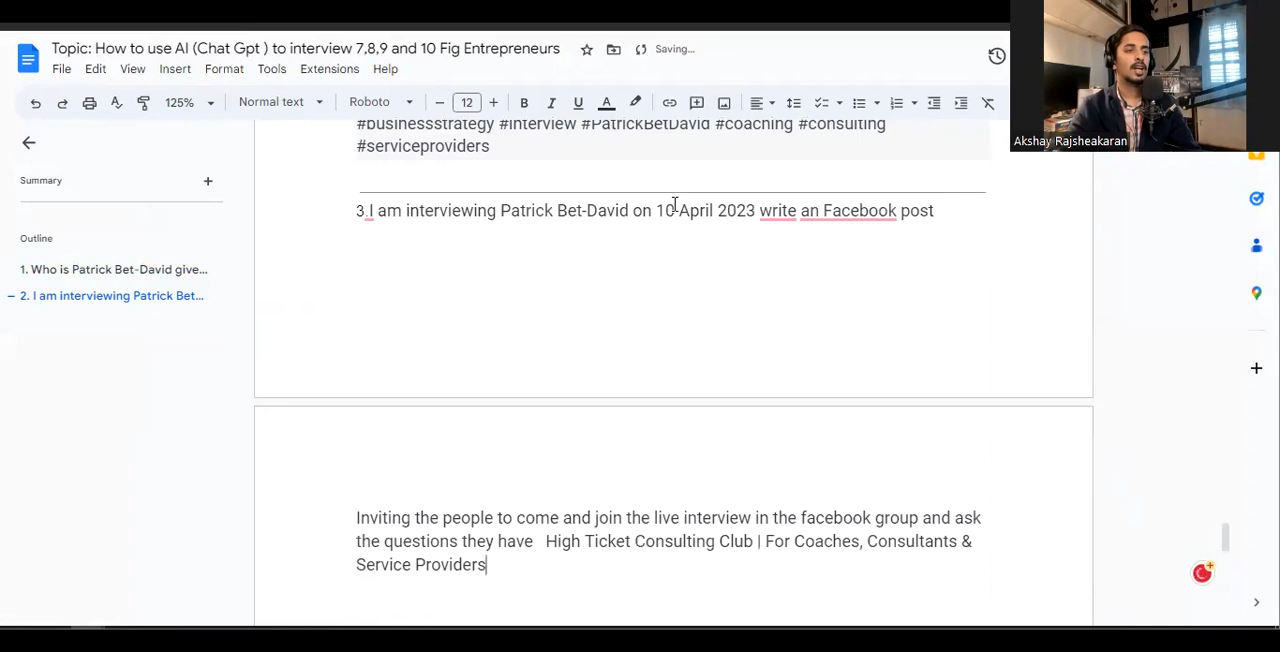 Topic: How to use AI (Chat Gpt ) to interview 7,8,9 and 10 Fig Entrepreneurs
Saving...
File Edit View Insert Format Tools Extensions Help
125% Normal text Roboto 12 B I U A
#businessstrategy #interview #PatrickBetDavid #coaching #consulting
#serviceproviders
Akshay Rajsheakaran
Summary
Outline
1. Who is Patrick Bet-David give...
2. I am interviewing Patrick Bet...
3.I am interviewing Patrick Bet-David on 10-April 2023 write an Facebook post
Inviting the people to come and join the live interview in the facebook group and ask
the questions they have High Ticket Consulting Club | For Coaches, Consultants &
Service Providers